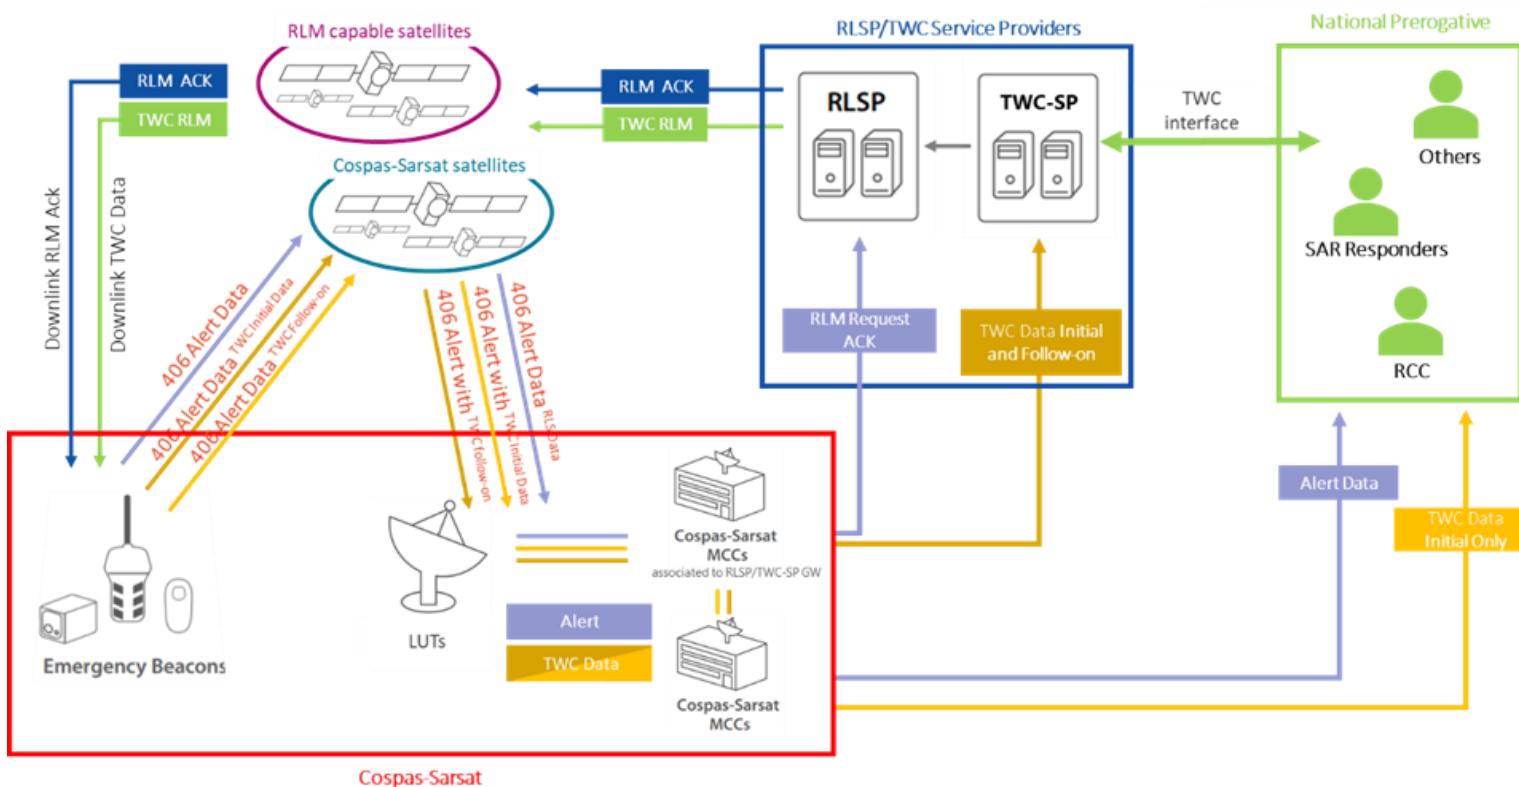 RLM capable satellites
RLSP/TWC Service Providers
National Prerogative
RLM ACK
TWC RLM
RLM ACK
TWC RLM
RLSP
TWC-SP
TWC
interface
Others
SAR Responders
RCC
Cospas-Sarsat satellites
Downlink RLM Ack
Downlink TWC Data
406 Alert Data
406 Alert Data TWC Initial Data
406 Alert Data TWC Follow-on
406 Alert with TWC Follow-on
406 Alert with TWC Initial Data
406 Alert Data RLS Data
RLM Request
ACK
TWC Data Initial
and Follow-on
Alert Data
TWC Data
Initial Only
Cospas-Sarsat
MCCs
associated to RLSP/TWC-SP GW
LUTs
Alert
TWC Data
Cospas-Sarsat
MCCs
Emergency Beacons
Cospas-Sarsat